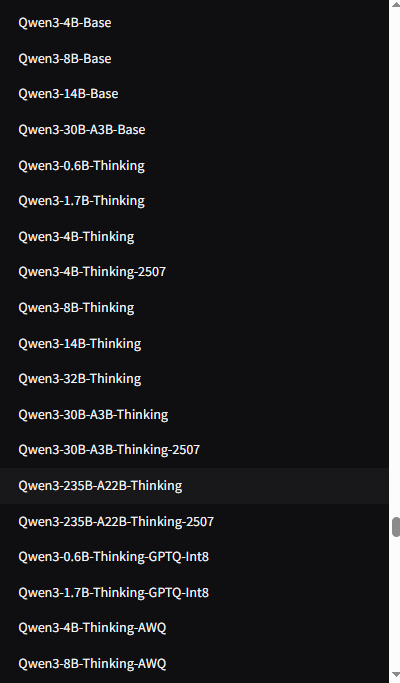 Qwen3-4B-Base
Qwen3-8B-Base
Qwen3-14B-Base
Qwen3-30B-A3B-Base
Qwen3-0.6B-Thinking
Qwen3-1.7B-Thinking
Qwen3-4B-Thinking
Qwen3-4B-Thinking-2507
Qwen3-8B-Thinking
Qwen3-14B-Thinking
Qwen3-32B-Thinking
Qwen3-30B-A3B-Thinking
Qwen3-30B-A3B-Thinking-2507
Qwen3-235B-A22B-Thinking
Qwen3-235B-A22B-Thinking-2507
Qwen3-0.6B-Thinking-GPTQ-Int8
Qwen3-1.7B-Thinking-GPTQ-Int8
Qwen3-4B-Thinking-AWQ
Qwen3-8B-Thinking-AWQ